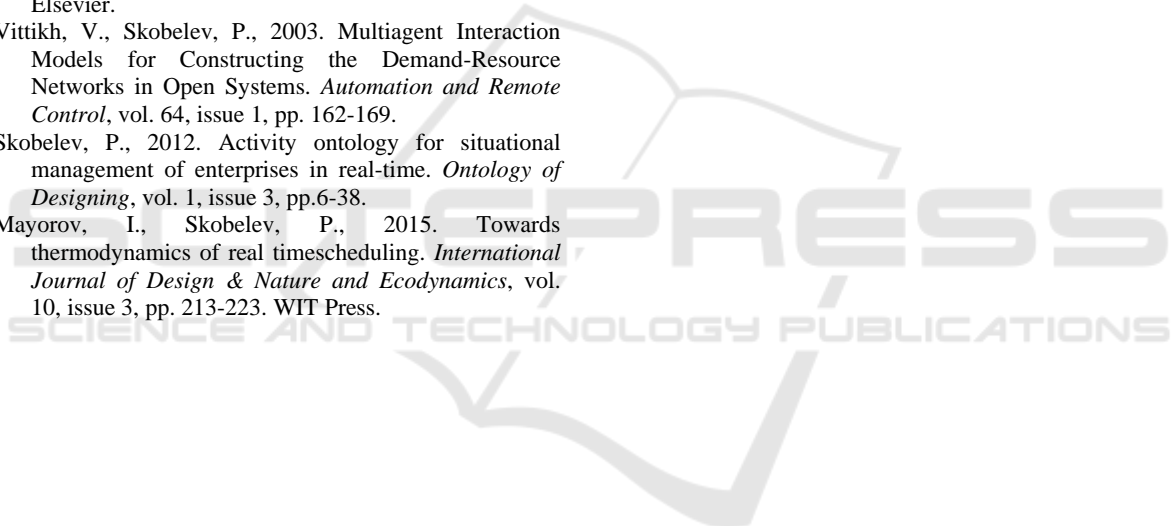 Elsevier.
Vittikh, V., Skobelev, P., 2003. Multiagent Interaction
Models for Constructing the Demand-Resource
Networks in Open Systems. Automation and Remote
Control, vol. 64, issue 1, pp. 162-169.
Skobelev, P., 2012. Activity ontology for situational
management of enterprises in real-time. Ontology of
Designing, vol. 1, issue 3, pp.6-38.
Mayorov, I., Skobelev, P., 2015. Towards
thermodynamics of real timescheduling. International
Journal of Design & Nature and Ecodynamics, vol.
10, issue 3, pp. 213-223. WIT Press.
SCITEPRESS
SCIENCE AND TECHNOLOGY PUBLICATIONS